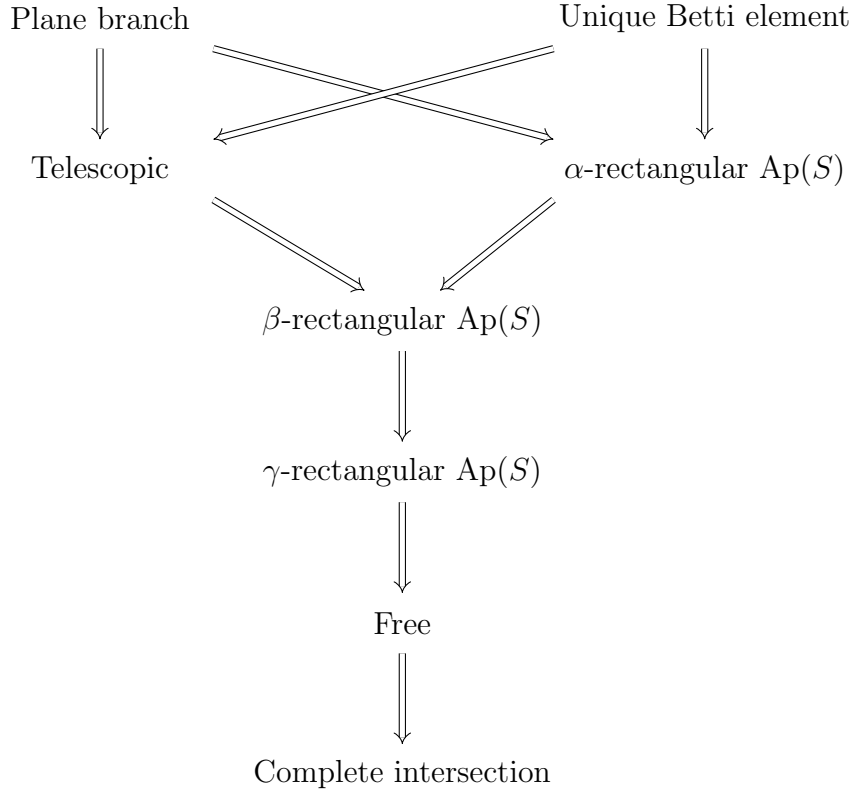 Plane branch
Unique Betti element
Telescopic
α-rectangular Ap(S)
β-rectangular Ap(S)
γ-rectangular Ap(S)
Free
Complete intersection